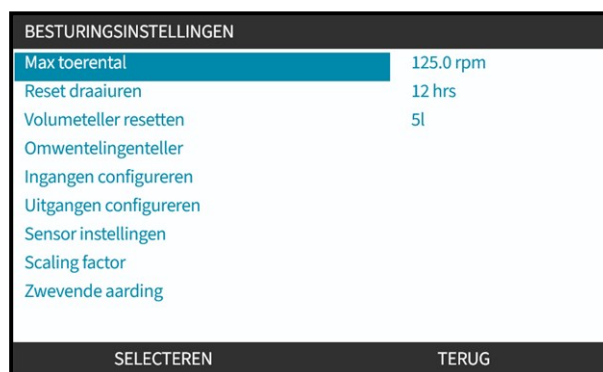 BESTURINGSINSTELLINGEN
Max toerental 125.0 rpm
Reset draaiuren 12 hrs
Volumeteller resetten 5l
Omwentelingenteller
Ingangen configureren
Uitgangen configureren
Sensor instellingen
Scaling factor
Zwevende aarding
SELECTEREN TERUG